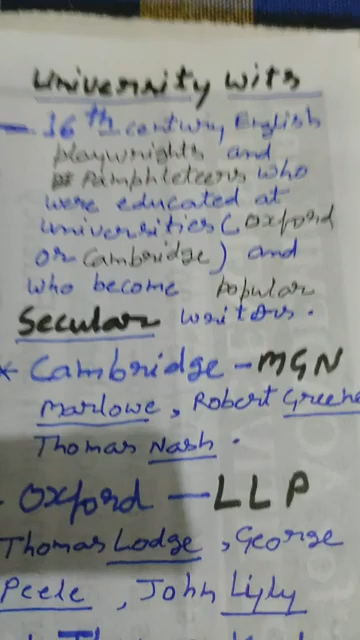 University Wits
— 16th century English
playwrights and
Pamphleteers who
were educated at
universities (Oxford
or Cambridge) and
who become popular
Secular writers.
* Cambridge - MGN
Marlowe, Robert Greene
Thomas Nash.
- Oxford — LLP
Thomas Lodge, George
Peele, John Lyly